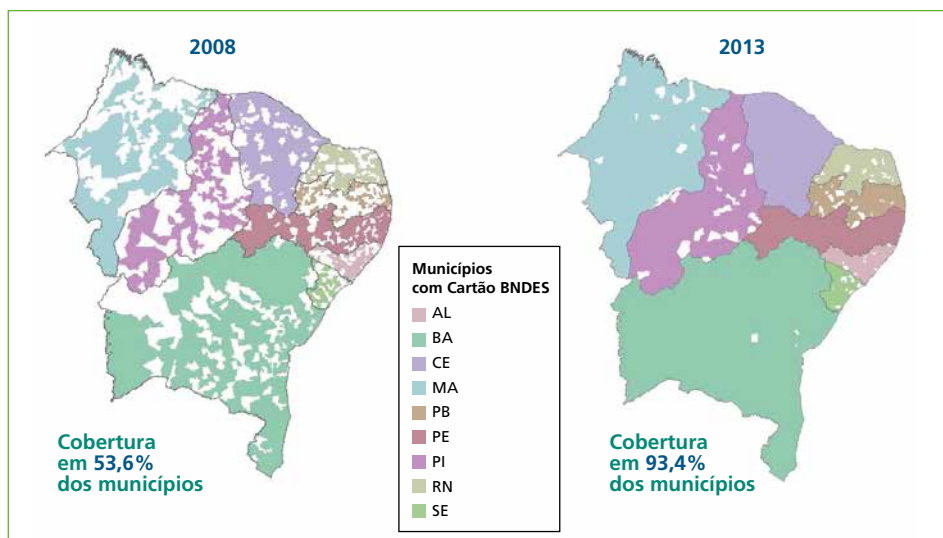 2008
2013
Municípios
com Cartão BNDES
AL
BA
CE
MA
PB
PE
PI
RN
SE
Cobertura
em 53,6%
dos municípios
Cobertura
em 93,4%
dos municípios